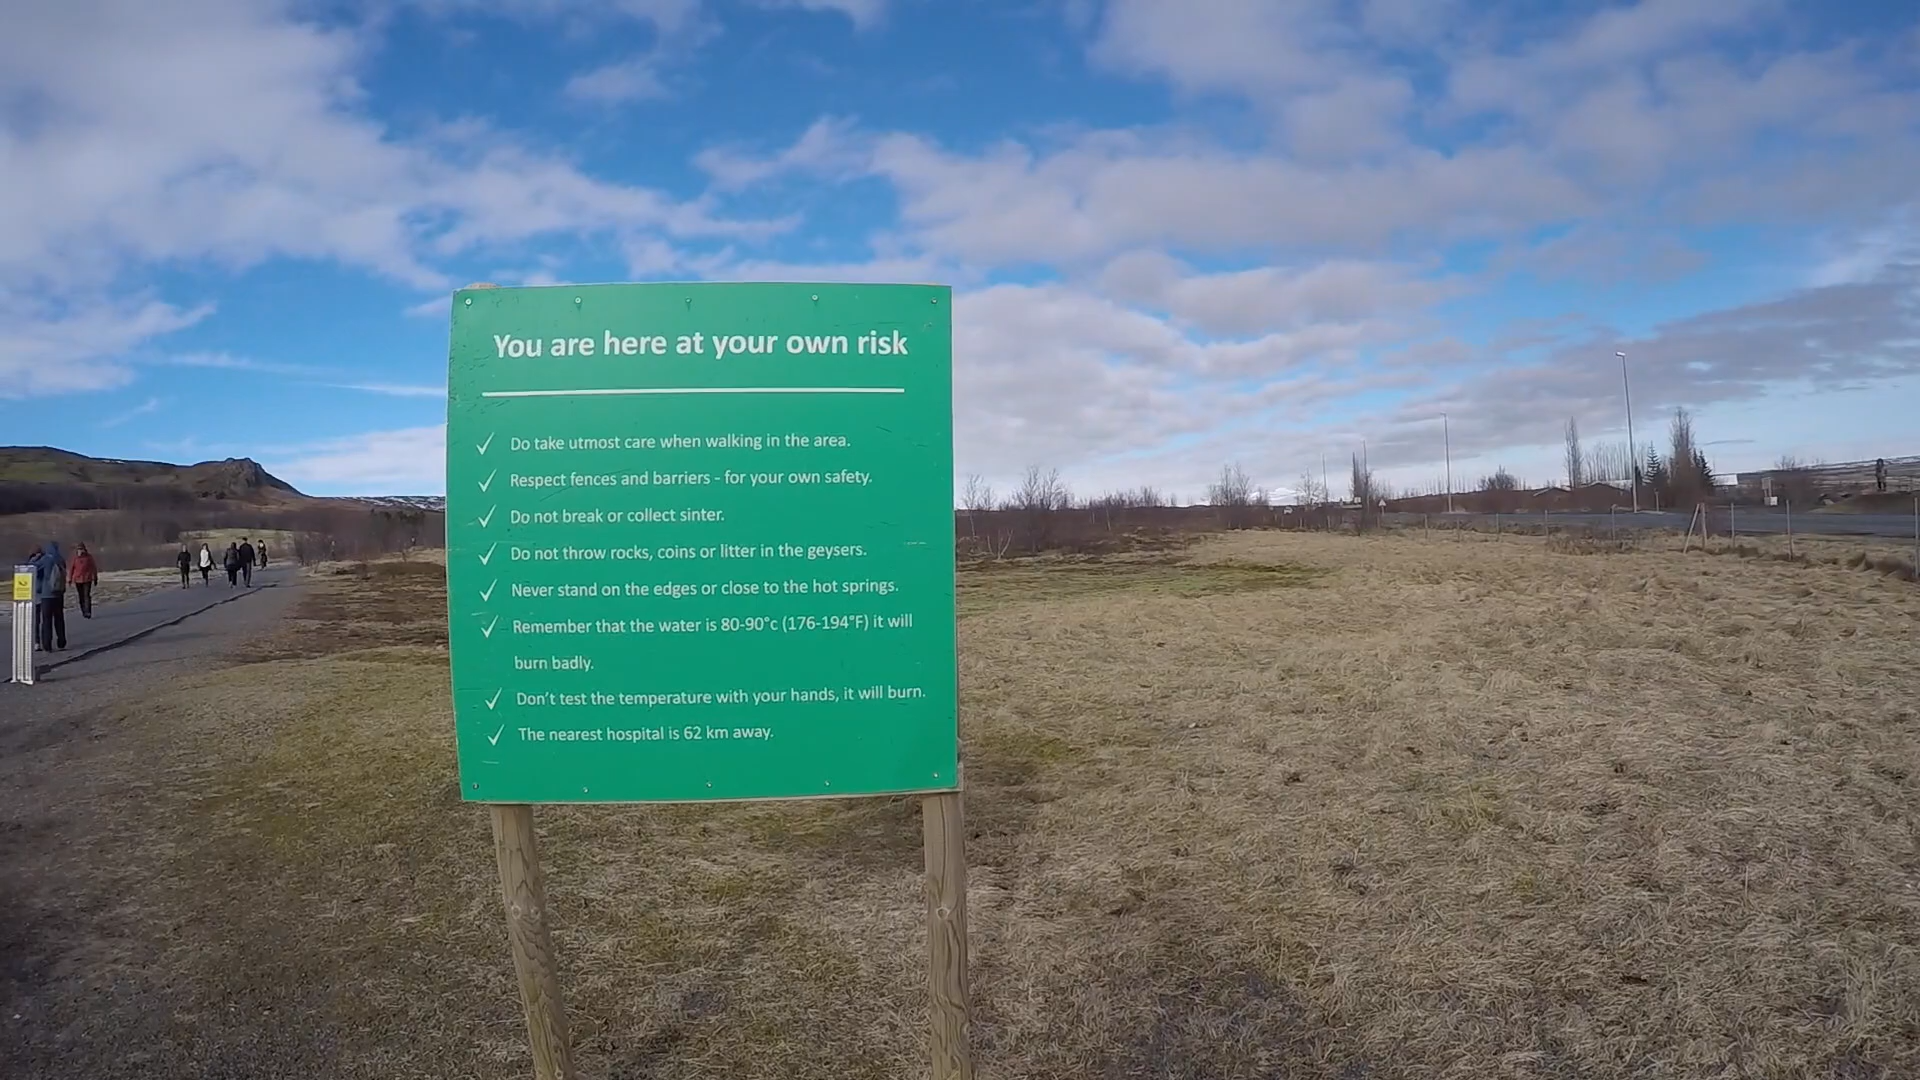 You are here at your own risk
✓ Do take utmost care when walking in the area.
✓ Respect fences and barriers - for your own safety.
✓ Do not break or collect sinter.
✓ Do not throw rocks, coins or litter in the geysers.
✓ Never stand on the edges or close to the hot springs.
✓ Remember that the water is 80-90°c (176-194°F) it will
burn badly.
✓ Don't test the temperature with your hands, it will burn.
✓ The nearest hospital is 62 km away.